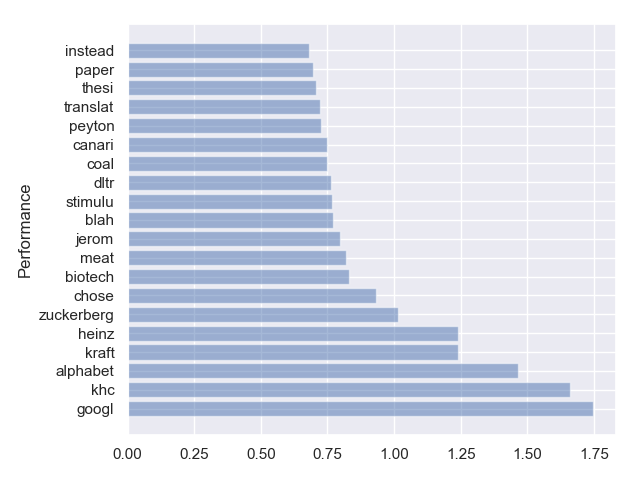 instead
paper
thesi
translat
peyton
canari
coal
dltr
stimulu
blah
jerom
meat
biotech
chose
zuckerberg
heinz
kraft
alphabet
khc
googl
Performance
0.00 0.25 0.50 0.75 1.00 1.25 1.50 1.75